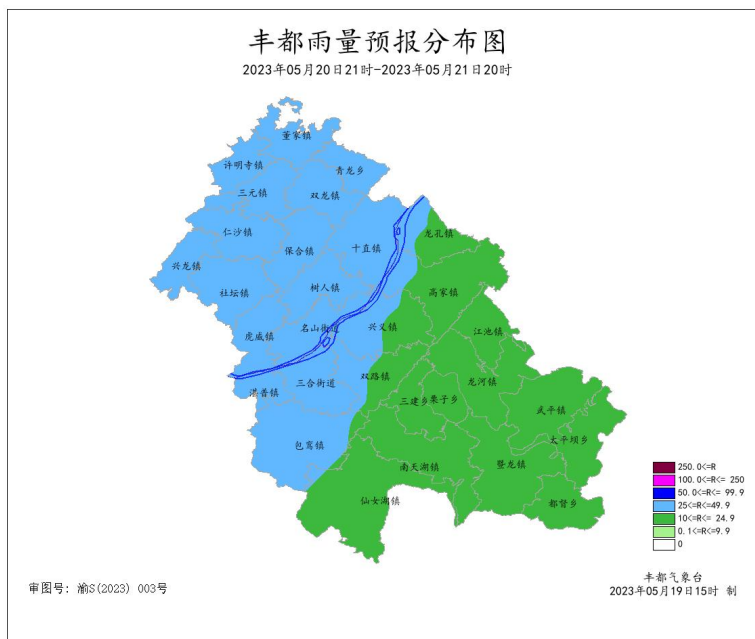 丰都雨量预报分布图
2023年05月20日21时-2023年05月21日20时
董家镇
许明寺镇
青龙乡
三元镇
双龙镇
仁沙镇
龙孔镇
保合镇
十直镇
兴龙镇
树人镇
社坛镇
高家镇
名山街道
兴义镇
江池镇
虎威镇
双路镇
龙河镇
三合街道
湛普镇
三建乡
栗子乡
武平镇
太平坝乡
包鸾镇
南天湖镇
暨龙镇
仙女湖镇
都督乡
250.0<=R
100.0<=R<= 250
50.0<=R<= 99.9
25<=R<=49.9
10<=R<= 24.9
0.1<=R<=9.9
0
丰都气象台
审图号: 渝S(2023) 003号
2023年05月19日15时 制